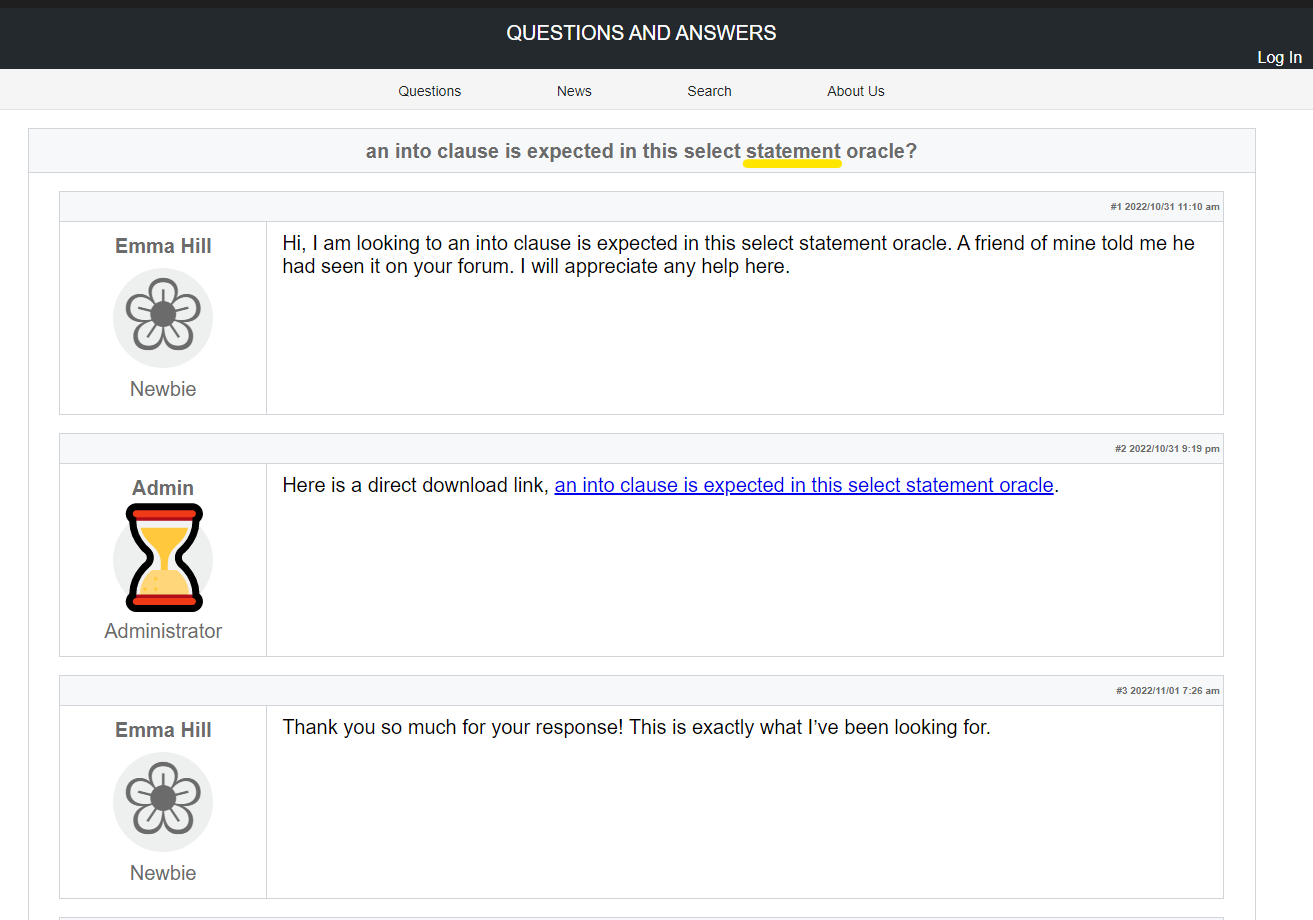 QUESTIONS AND ANSWERS
Log In
Questions News Search About Us
an into clause is expected in this select statement oracle?
#1 2022/10/31 11:10 am
Emma Hill
Hi, I am looking to an into clause is expected in this select statement oracle. A friend of mine told me he
had seen it on your forum. I will appreciate any help here.
Newbie
#2 2022/10/31 9:19 pm
Admin
Here is a direct download link, an into clause is expected in this select statement oracle.
Administrator
#3 2022/11/01 7:26 am
Emma Hill
Thank you so much for your response! This is exactly what I’ve been looking for.
Newbie